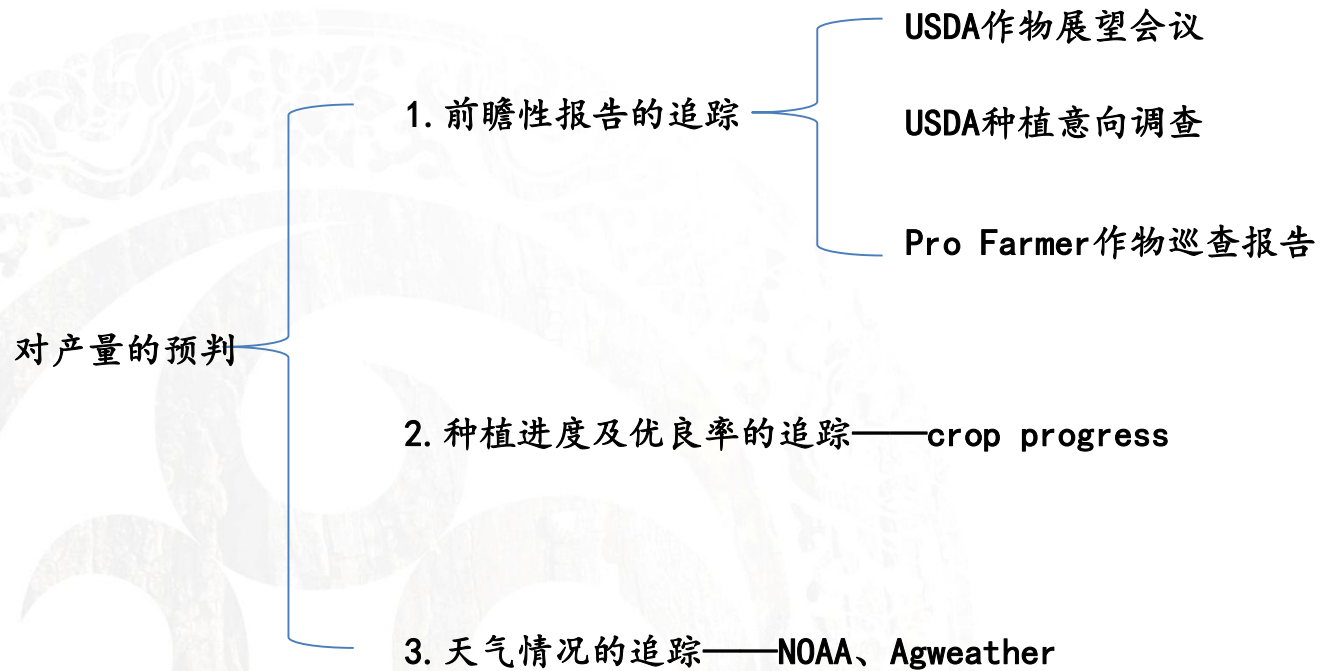 USDA作物展望会议
1.前瞻性报告的追踪
USDA种植意向调查
Pro Farmer作物巡查报告
对产量的预判
2.种植进度及优良率的追踪——crop progress
3.天气情况的追踪——NOAA、Agweather